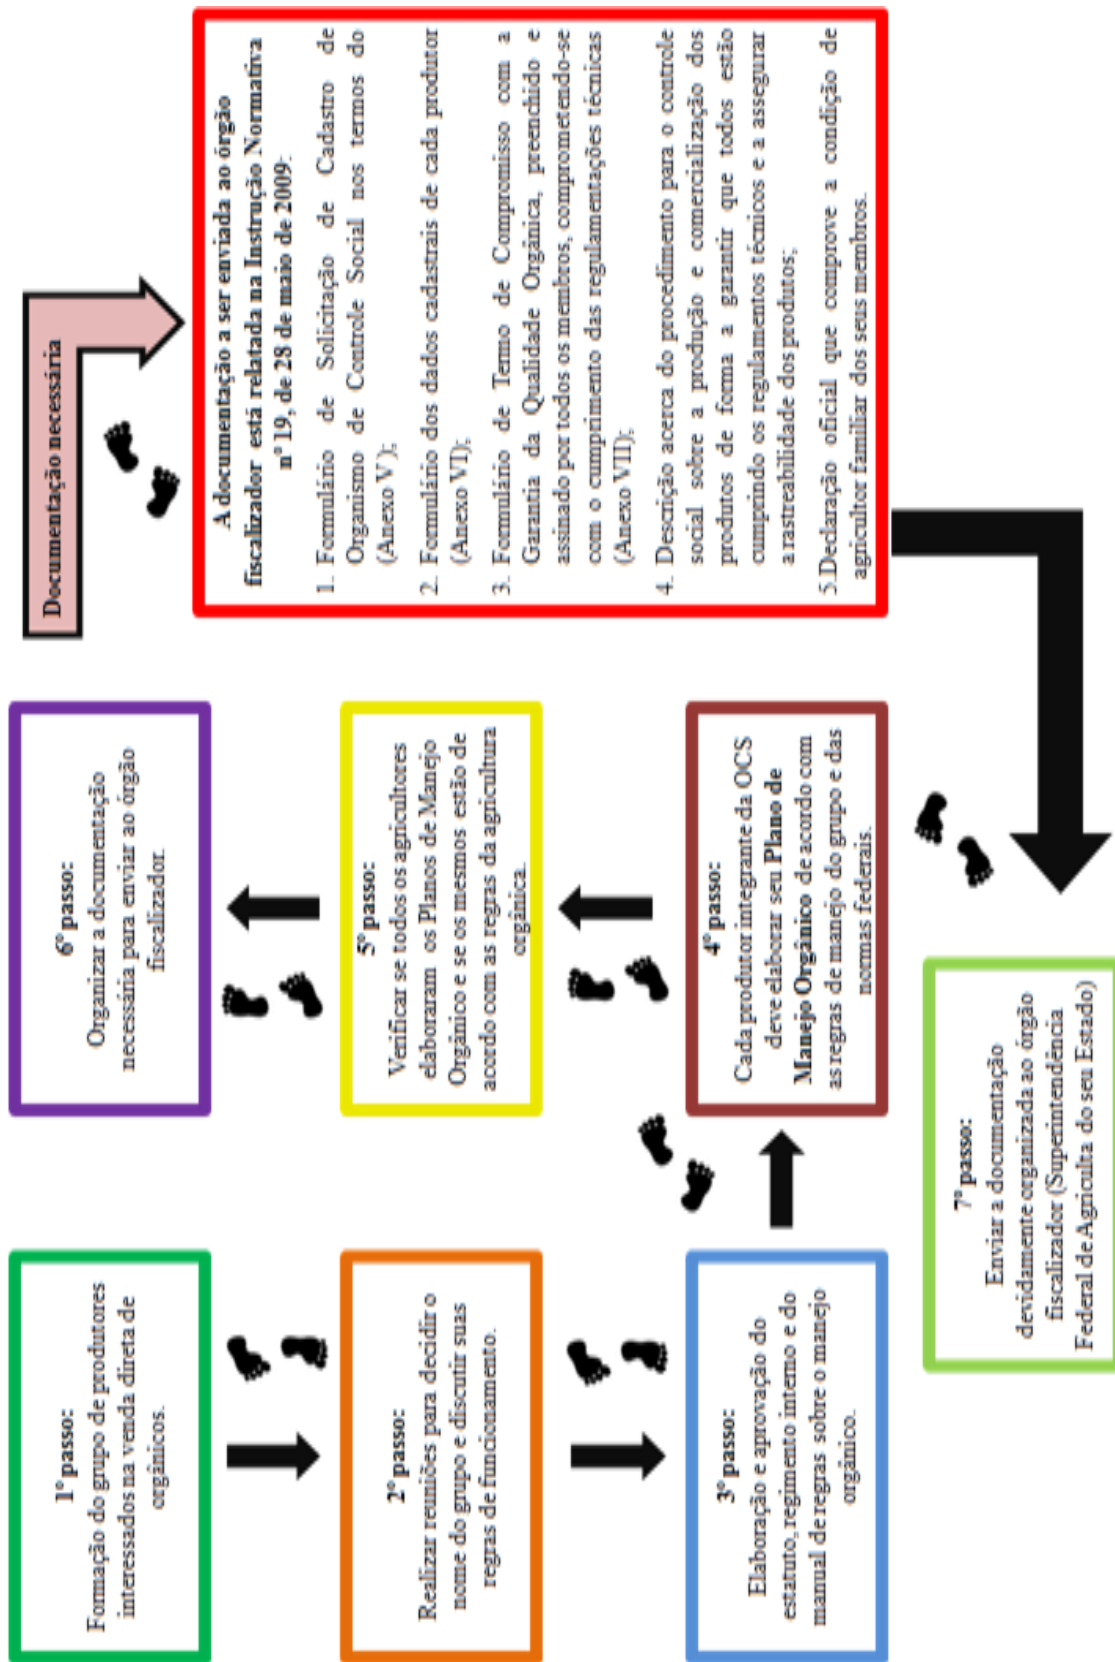 1º passo:
Formação do grupo de produtores
interessados na venda direta de
orgânicos.
2º passo:
Realizar reuniões para decidir o
nome do grupo e discutir suas
regras de funcionamento.
3º passo:
Elaboração e aprovação do
estatuto, regimento interno e do
manual de regras sobre o manejo
orgânico.
4º passo:
Cada produtor integrante da OCS
deve elaborar seu Plano de
Manejo Orgânico de acordo com
as regras de manejo do grupo e das
normas federais.
5º passo:
Verificar se todos os agricultores
elaboraram os Planos de Manejo
Orgânico e se os mesmos estão de
acordo com as regras da agricultura
orgânica.
6º passo:
Organizar a documentação
necessária para enviar ao órgão
fiscalizador.
Documentação necessária
A documentação a ser enviada ao órgão
fiscalizador está relatada na Instrução Normativa
nº 19, de 28 de maio de 2009:
1. Formulário de Solicitação de Cadastro de
Organismo de Controle Social nos termos do
(Anexo V);
2. Formulário dos dados cadastrais de cada produtor
(Anexo VI);
3. Formulário de Termo de Compromisso com a
Garantia da Qualidade Orgânica, preenchido e
assinado por todos os membros, comprometendo-se
com o cumprimento das regulamentações técnicas
(Anexo VII);
4. Descrição acerca do procedimento para o controle
social sobre a produção e comercialização dos
produtos de forma a garantir que todos estão
cumprindo os regulamentos técnicos e a assegurar
a rastreabilidade dos produtos;
5.Declaração oficial que comprove a condição de
agricultor familiar dos seus membros.
7º passo:
Enviar a documentação
devidamente organizada ao órgão
fiscalizador (Superintendência
Federal de Agriculta do seu Estado)